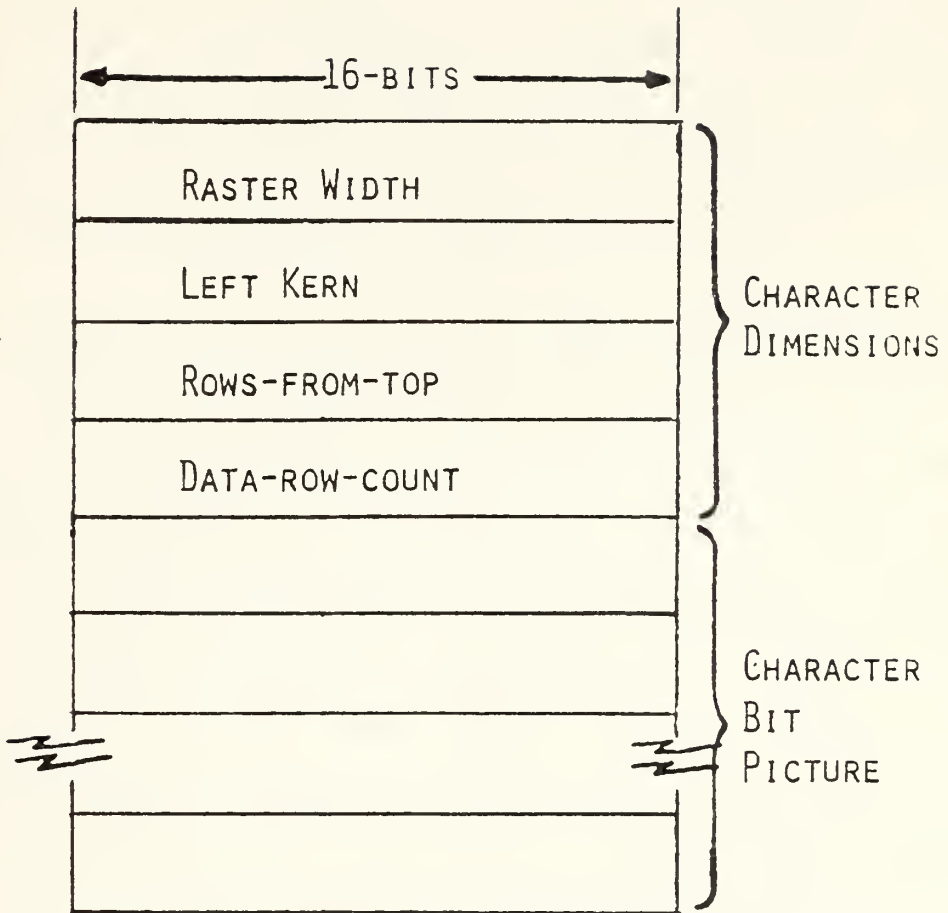 16-BITS
RASTER WIDTH
LEFT KERN
ROWS-FROM-TOP
DATA-ROW-COUNT
CHARACTER
DIMENSIONS
CHARACTER
BIT
PICTURE